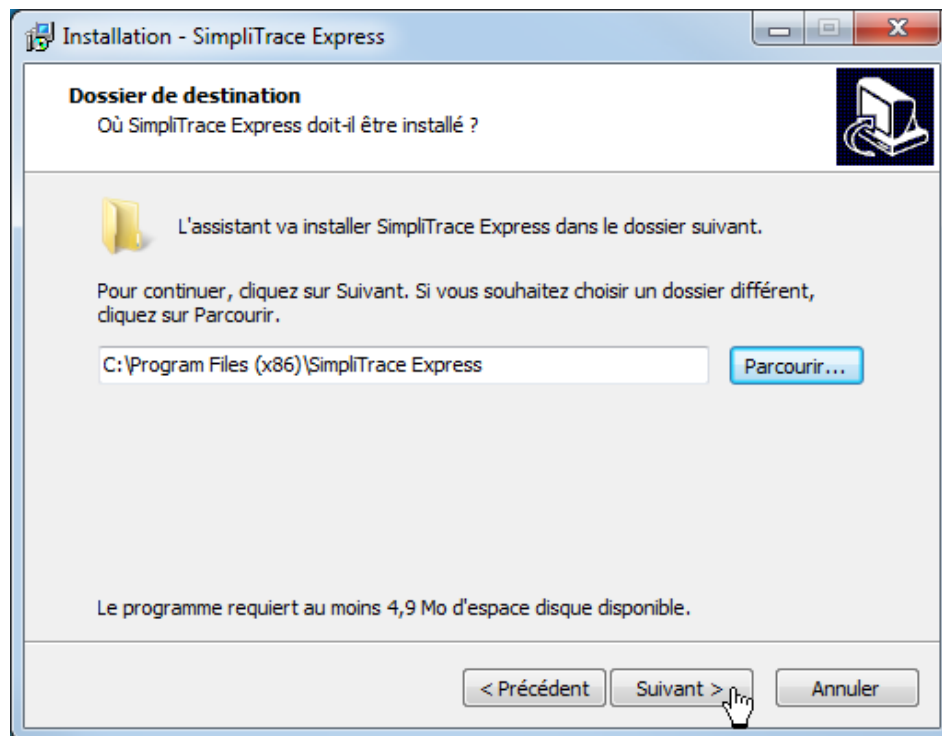 Installation - SimpliTrace Express
Dossier de destination
Où SimpliTrace Express doit-il être installé ?
L'assistant va installer SimpliTrace Express dans le dossier suivant.
Pour continuer, cliquez sur Suivant. Si vous souhaitez choisir un dossier différent,
cliquez sur Parcourir.
C:\Program Files (x86)\SimpliTrace Express
Parcourir...
Le programme requiert au moins 4,9 Mo d'espace disque disponible.
< Précédent
Suivant >
Annuler